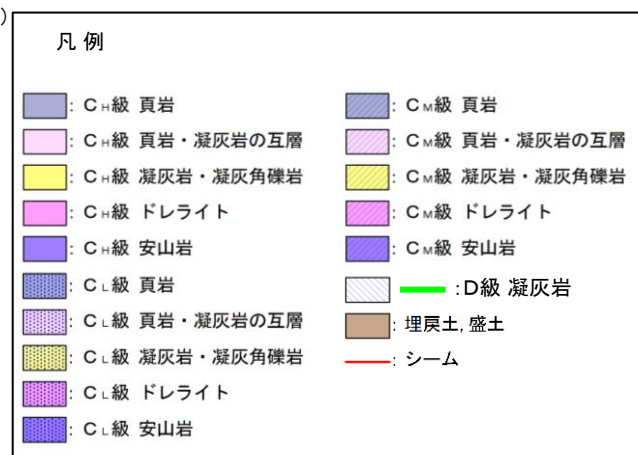 )
凡 例
: CH級 頁岩
: CH級 頁岩・凝灰岩の互層
: CH級 凝灰岩・凝灰角礫岩
: CH級 ドレライト
: CH級 安山岩
: CL級 頁岩
: CL級 頁岩・凝灰岩の互層
: CL級 凝灰岩・凝灰角礫岩
: CL級 ドレライト
: CL級 安山岩
: CM級 頁岩
: CM級 頁岩・凝灰岩の互層
: CM級 凝灰岩・凝灰角礫岩
: CM級 ドレライト
: CM級 安山岩
:D級 凝灰岩
: 埋戻土, 盛土
: シーム